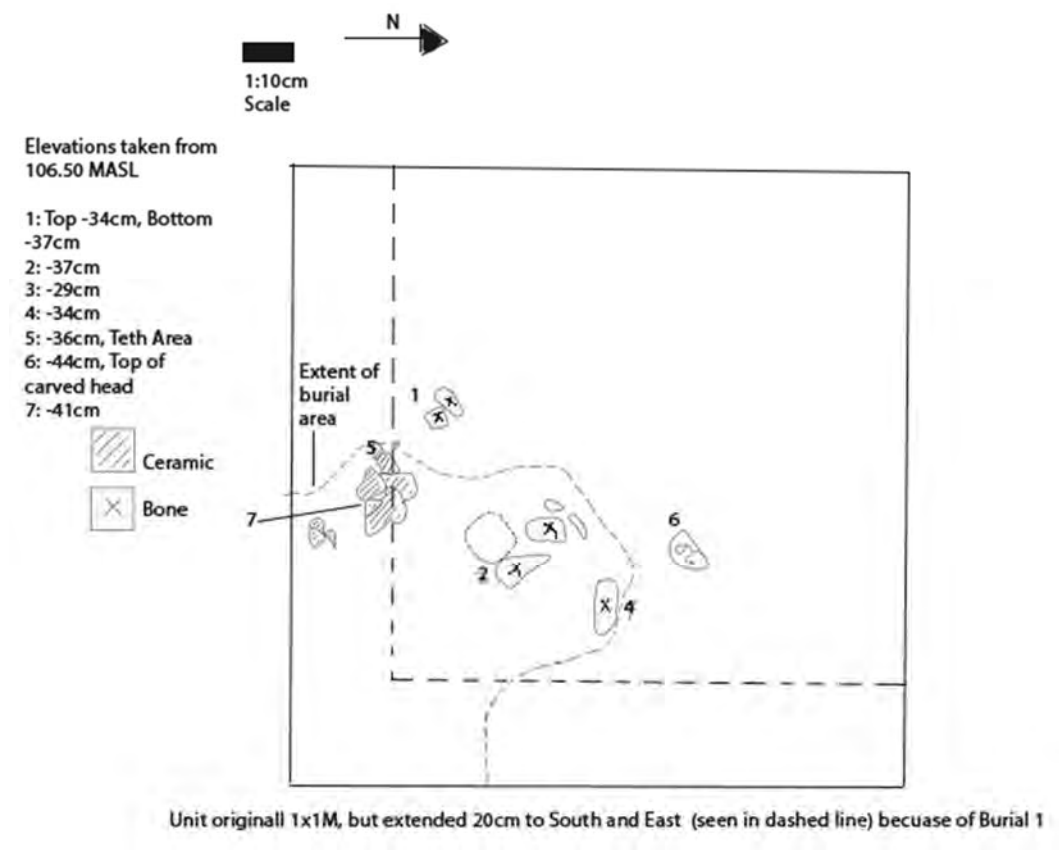 N
1:10cm
Scale
Elevations taken from
106.50 MASL
1: Top -34cm, Bottom
-37cm
2: -37cm
3: -29cm
4: -34cm
5: -36cm, Teth Area
6: -44cm, Top of
carved head
7: -41cm
Ceramic
Bone
Extent of
burial
area
1
5
7
2
4
6
Unit originall 1x1M, but extended 20cm to South and East (seen in dashed line) becuase of Burial 1